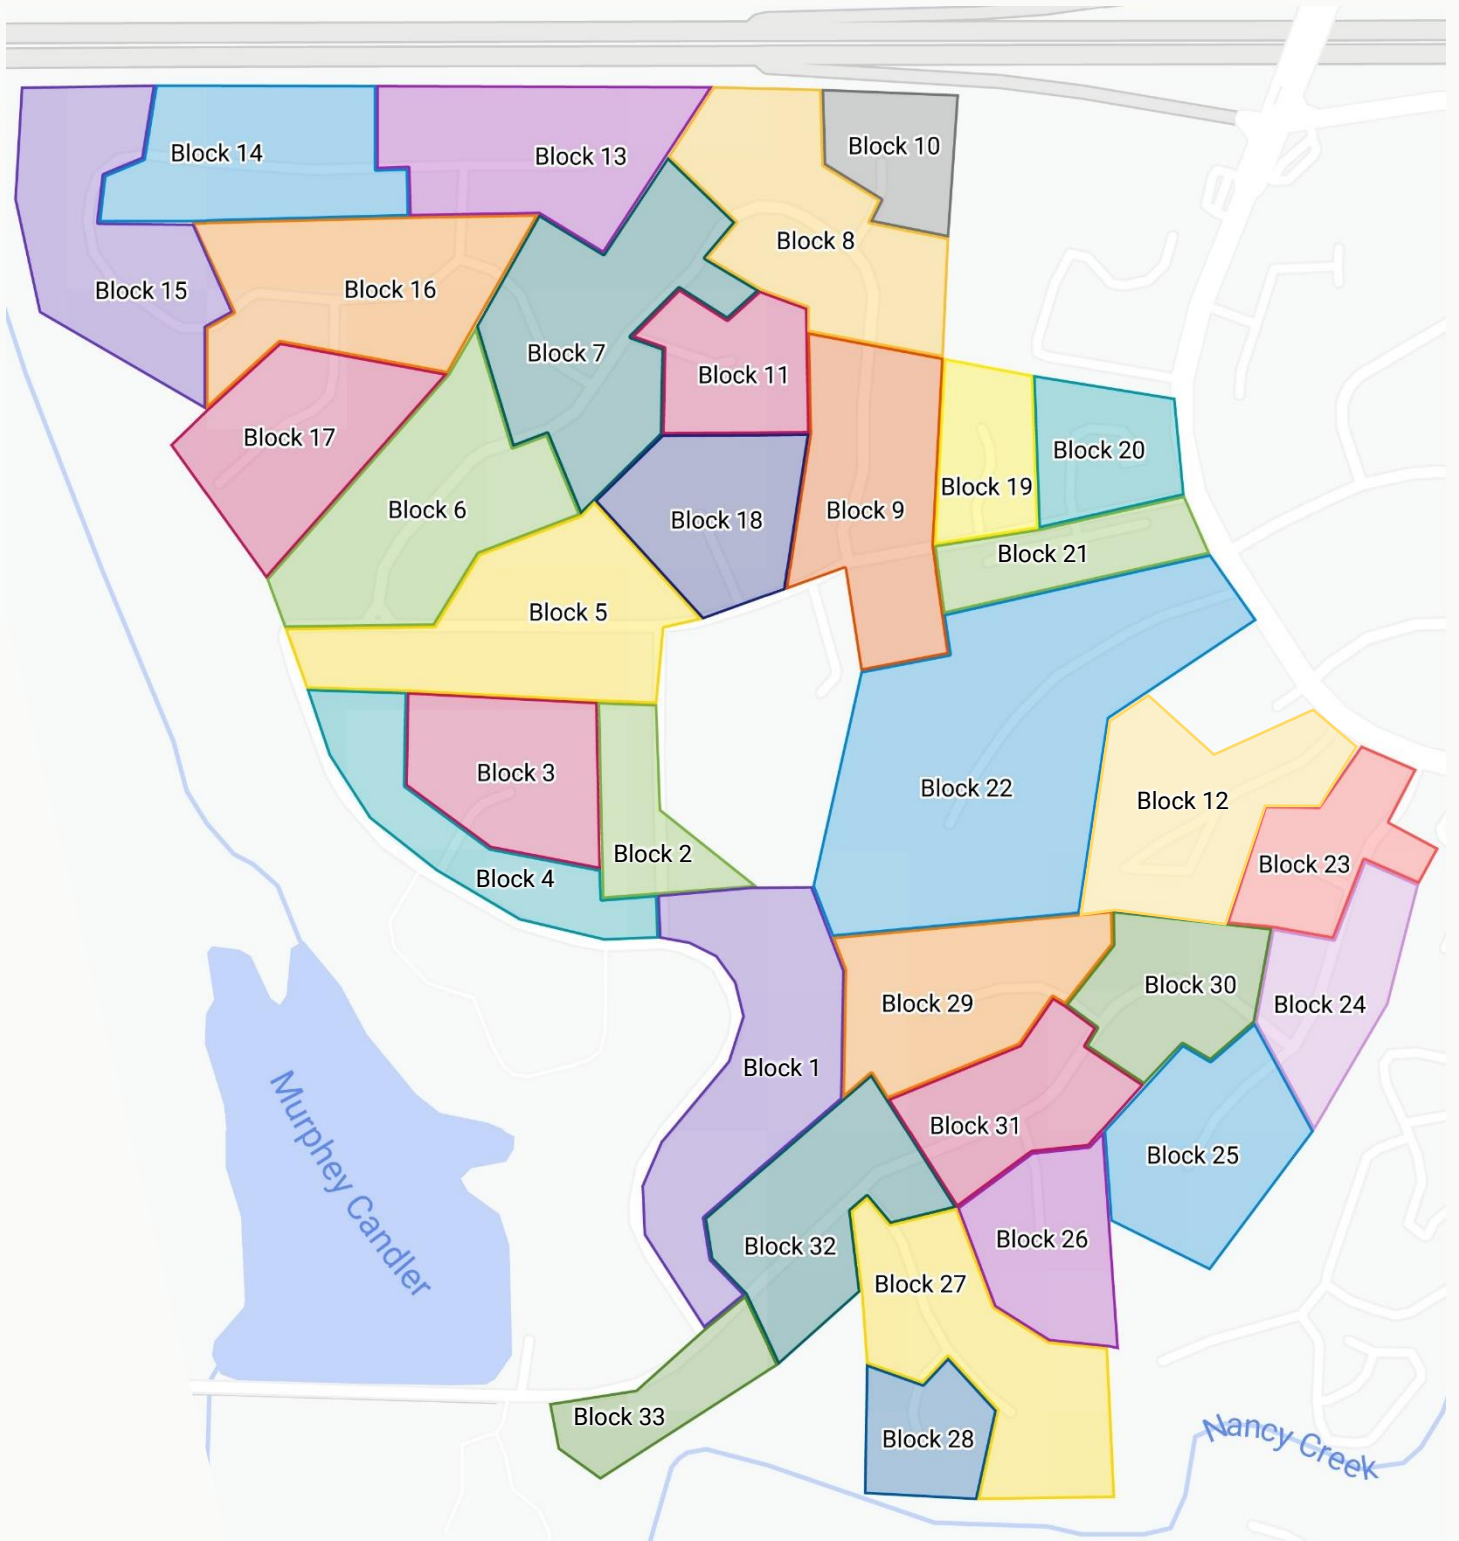 Block 10
Block 14
Block 13
Block 8
Block 15
Block 16
Block 7
Block 11
Block 17
Block 20
Block 19
Block 6
Block 9
Block 18
Block 21
Block 5
Block 3
Block 22
Block 12
Block 2
Block 23
Block 4
Block 30
Block 29
Block 24
Block 1
Block 31
Block 25
Murphey Candler
Block 26
Block 32
Block 27
Block 33
Block 28
Nancy Creek